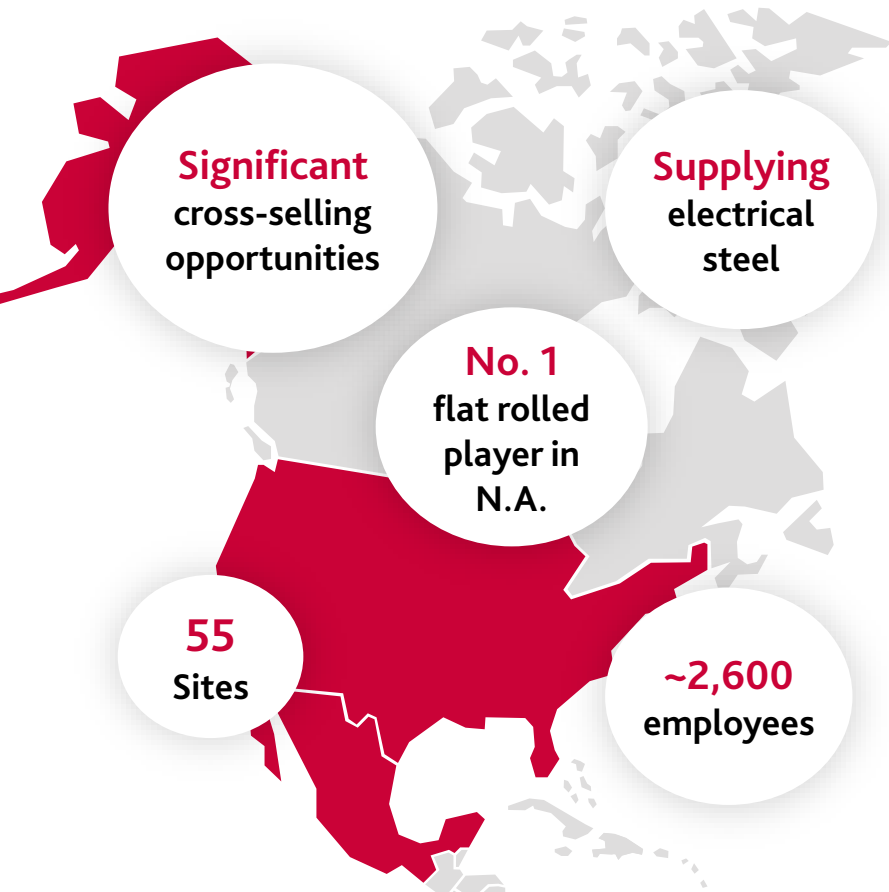 Significant
cross-selling
opportunities
Supplying
electrical
steel
No. 1
flat rolled
player in
N.A.
55
Sites
~2,600
employees